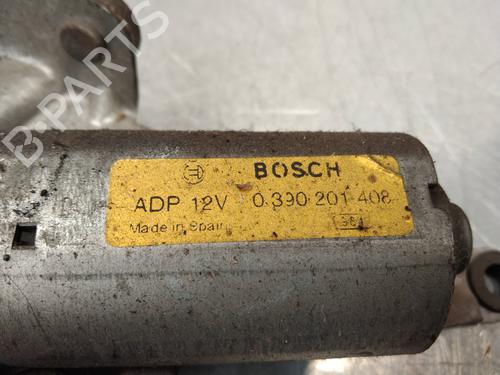 B-PARTS
BOSCH
ADP 12V 0 390 201 408
Made in Spain